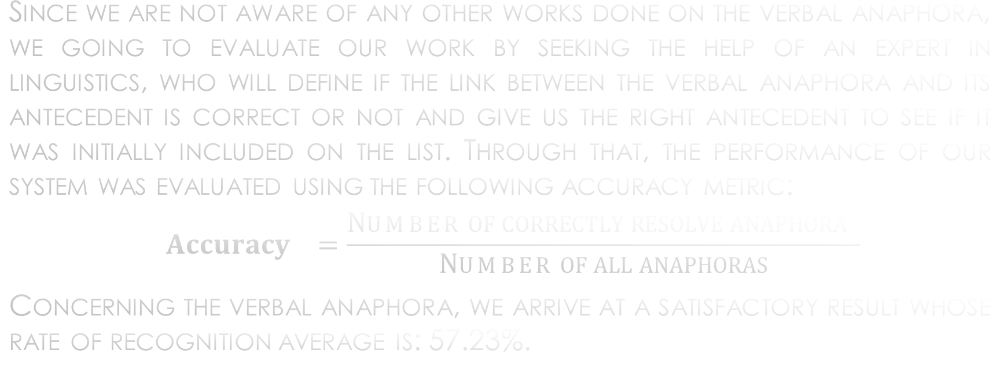 SINCE WE ARE NOT AWARE OF ANY OTHER WORKS DONE ON THE VERBAL ANAPHORA,
WE GOING TO EVALUATE OUR WORK BY SEEKING THE HELP OF AN EXPERT IN
LINGUISTICS, WHO WILL DEFINE IF THE LINK BETWEEN THE VERBAL ANAPHORA AND ITS
ANTECEDENT IS CORRECT OR NOT AND GIVE US THE RIGHT ANTECEDENT TO SEE IF IT
WAS INITIALLY INCLUDED ON THE LIST. THROUGH THAT, THE PERFORMANCE OF OUR
SYSTEM WAS EVALUATED USING THE FOLLOWING ACCURACY METRIC:
NUMBER OF CORRECTLY RESOLVE ANAPHORA
Accuracy =
NUMBER OF ALL ANAPHORAS
CONCERNING THE VERBAL ANAPHORA, WE ARRIVE AT A SATISFACTORY RESULT WHOSE
RATE OF RECOGNITION AVERAGE IS: 57.23%.